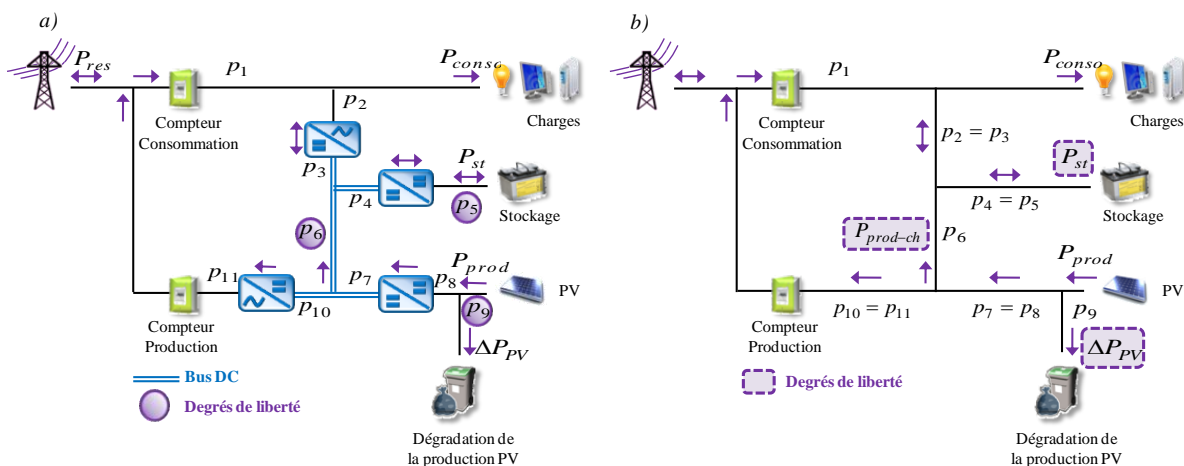 a)
P_res
p_1
P_conso
Compteur
Consommation
p_2
Charges
p_3
P_st
p_4
p_5
Stockage
p_6
P_prod
p_11
p_7
p_8
PV
p_10
p_9
Compteur
Production
ΔP_PV
Bus DC
Degrés de liberté
Dégradation de
la production PV
b)
p_1
P_conso
Compteur
Consommation
Charges
p_2 = p_3
P_st
p_4 = p_5
Stockage
P_prod–ch
p_6
P_prod
PV
p_10 = p_11
p_7 = p_8
p_9
Compteur
Production
ΔP_PV
Degrés de liberté
Dégradation de
la production PV